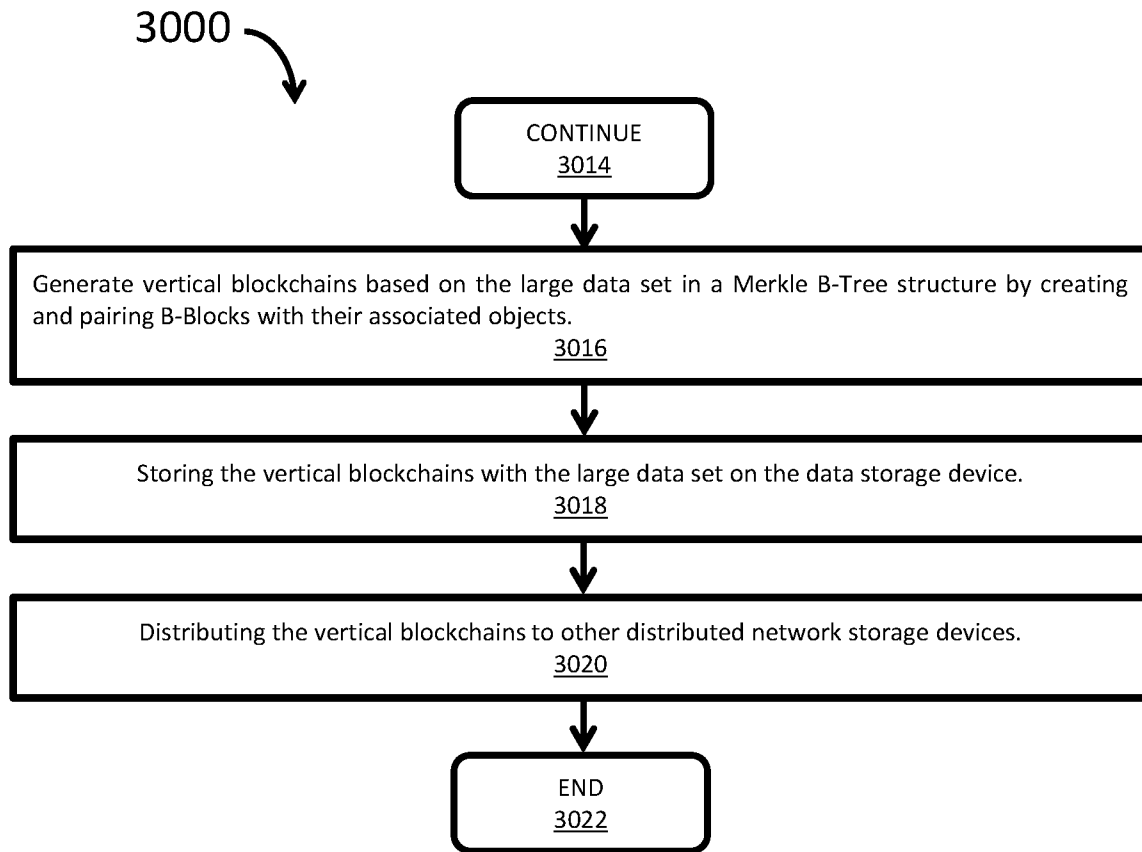 3000
CONTINUE
3014
Generate vertical blockchains based on the large data set in a Merkle B-Tree structure by creating
and pairing B-Blocks with their associated objects.
3016
Storing the vertical blockchains with the large data set on the data storage device.
3018
Distributing the vertical blockchains to other distributed network storage devices.
3020
END
3022